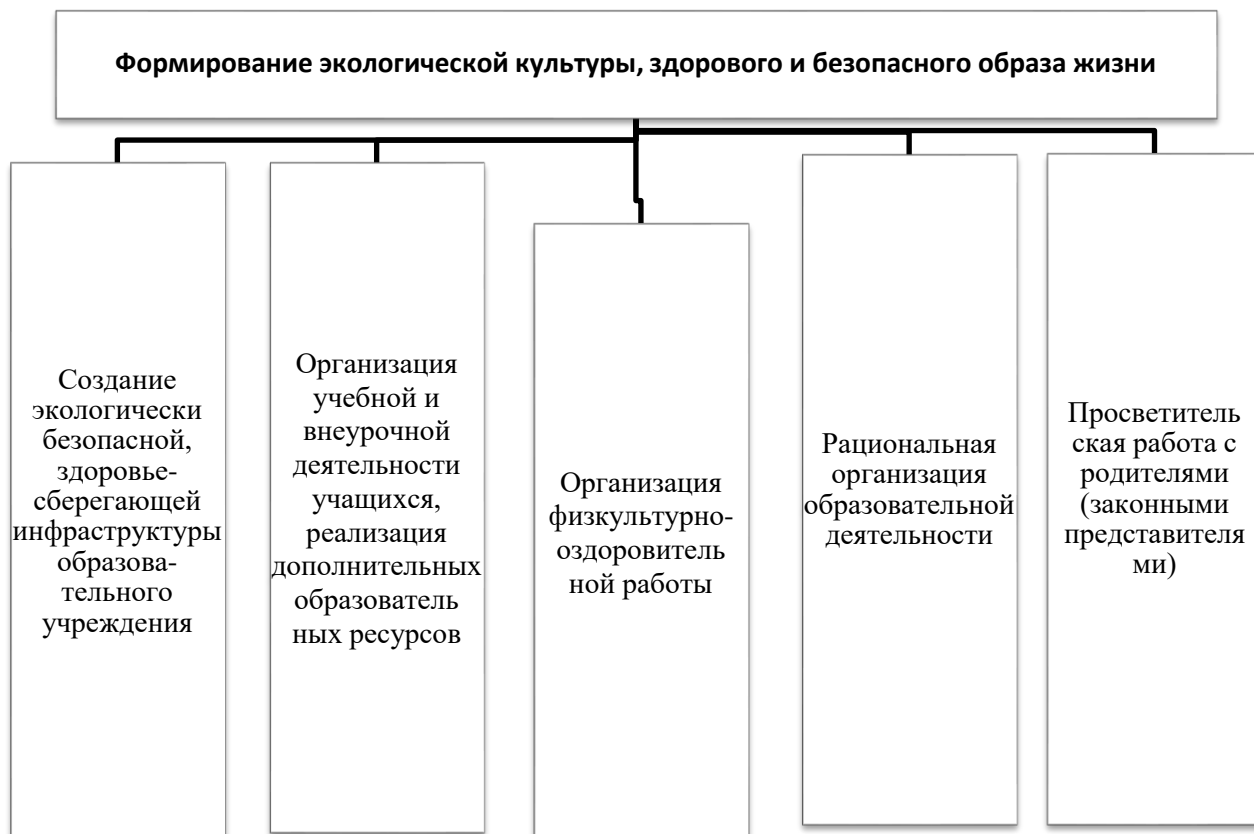 Формирование экологической культуры, здорового и безопасного образа жизни
Создание
экологически
безопасной,
здоровье-
сберегающей
инфраструктуры
образова-
тельного
учреждения
Организация
учебной и
внеурочной
деятельности
учащихся,
реализация
дополнительных
образователь
ных ресурсов
Организация
физкультурно-
оздоровитель
ной работы
Рациональная
организация
образовательной
деятельности
Просветитель
ская работа с
родителями
(законными
представителя
ми)